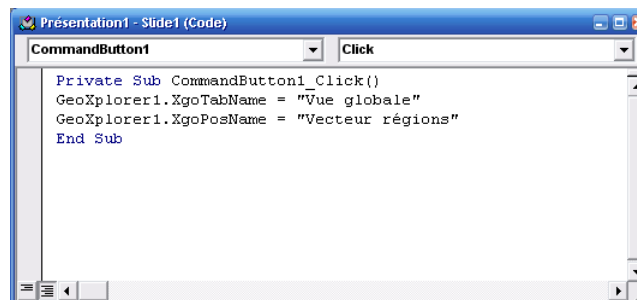 Présentation1 - Slide1 (Code)
CommandButton1 Click
Private Sub CommandButton1_Click()
GeoXplorer1.XgoTabName = "Vue globale"
GeoXplorer1.XgoPosName = "Vecteur régions"
End Sub